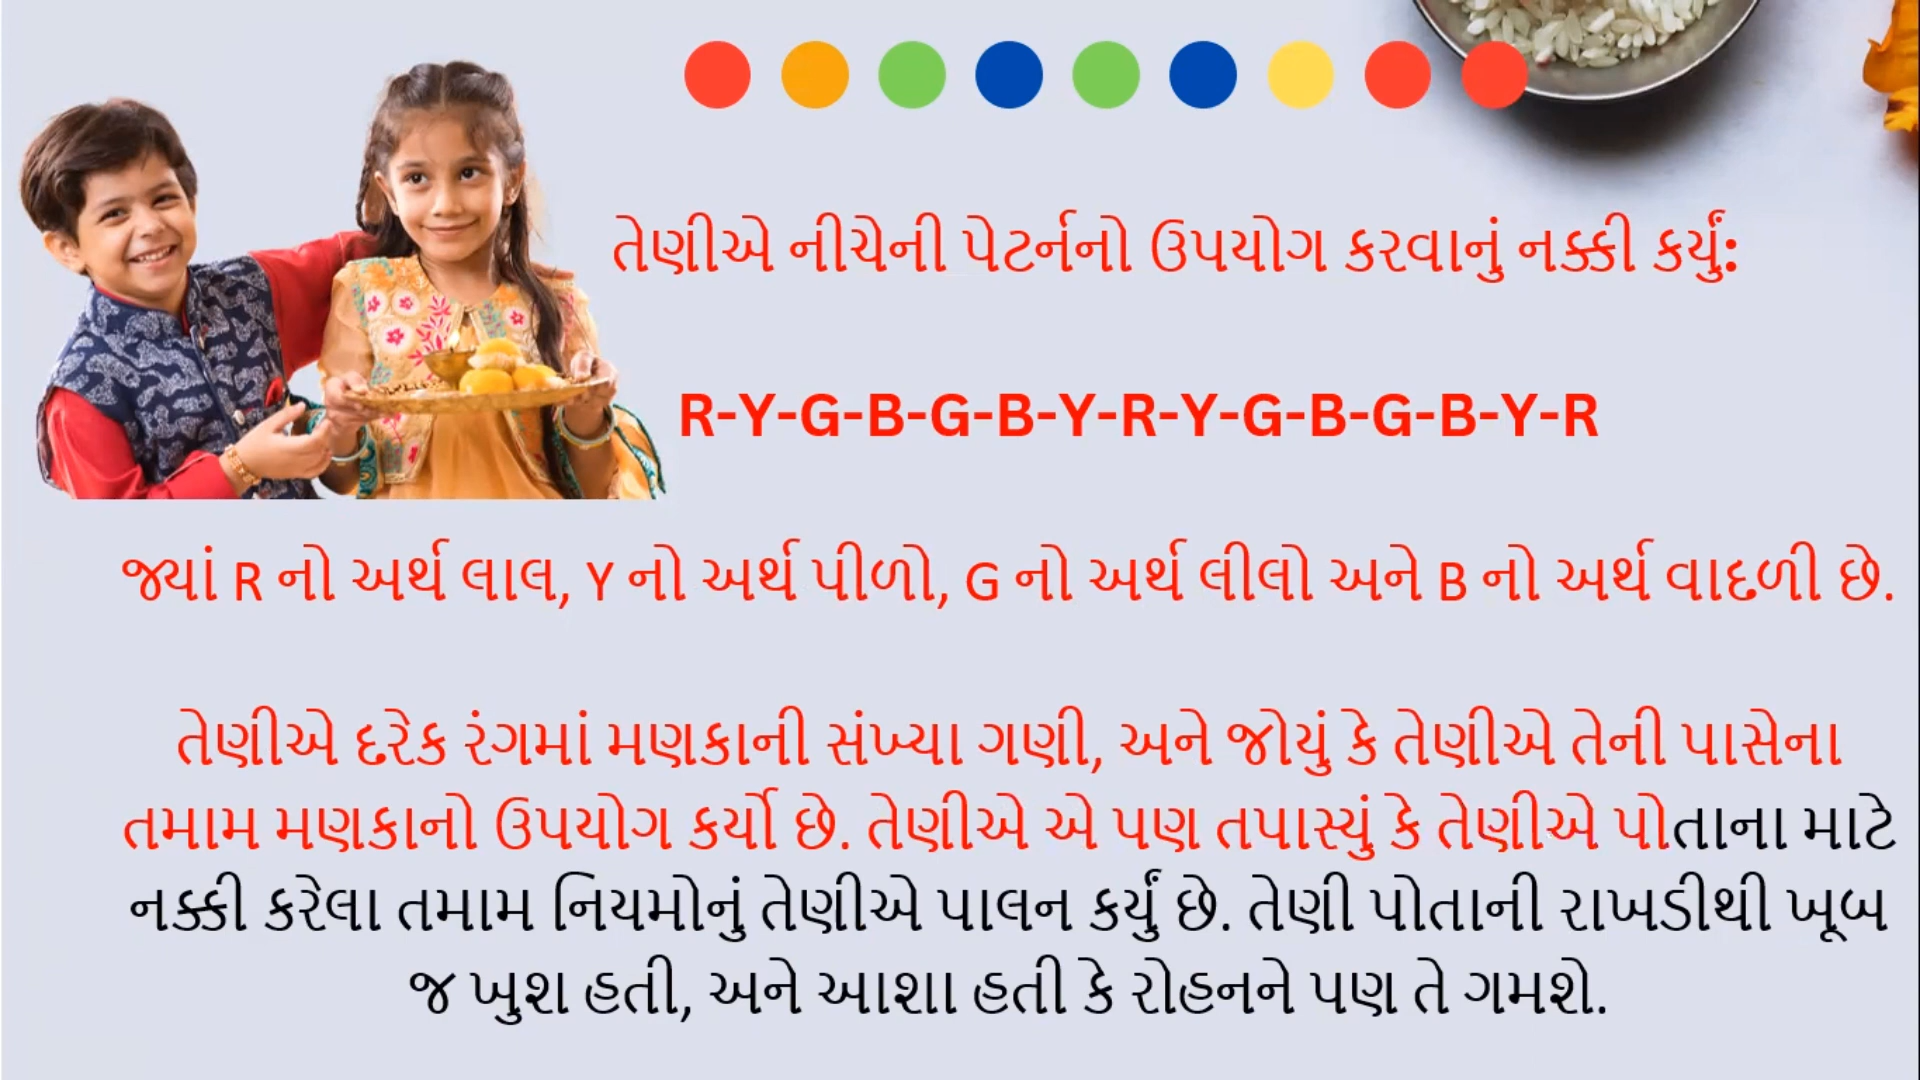 તેણીએ નીચેની પેટર્નનો ઉપયોગ કરવાનું નક્કી કર્યું:
R-Y-G-B-G-B-Y-R-Y-G-B-G-B-Y-R
જ્યાં R નો અર્થ લાલ, Y નો અર્થ પીળો, G નો અર્થ લીલો અને B નો અર્થ વાદળી છે.
તેણીએ દરેક રંગમાં મણકાની સંખ્યા ગણી, અને જોયું કે તેણીએ તેની પાસેના
તમામ મણકાનો ઉપયોગ કર્યો છે. તેણીએ એ પણ તપાસ્યું કે તેણીએ પોતાના માટે
નક્કી કરેલા તમામ નિયમોનું તેણીએ પાલન કર્યું છે. તેણી પોતાની રાખડીથી ખૂબ
જ ખુશ હતી, અને આશા હતી કે રોહનને પણ તે ગમશે.